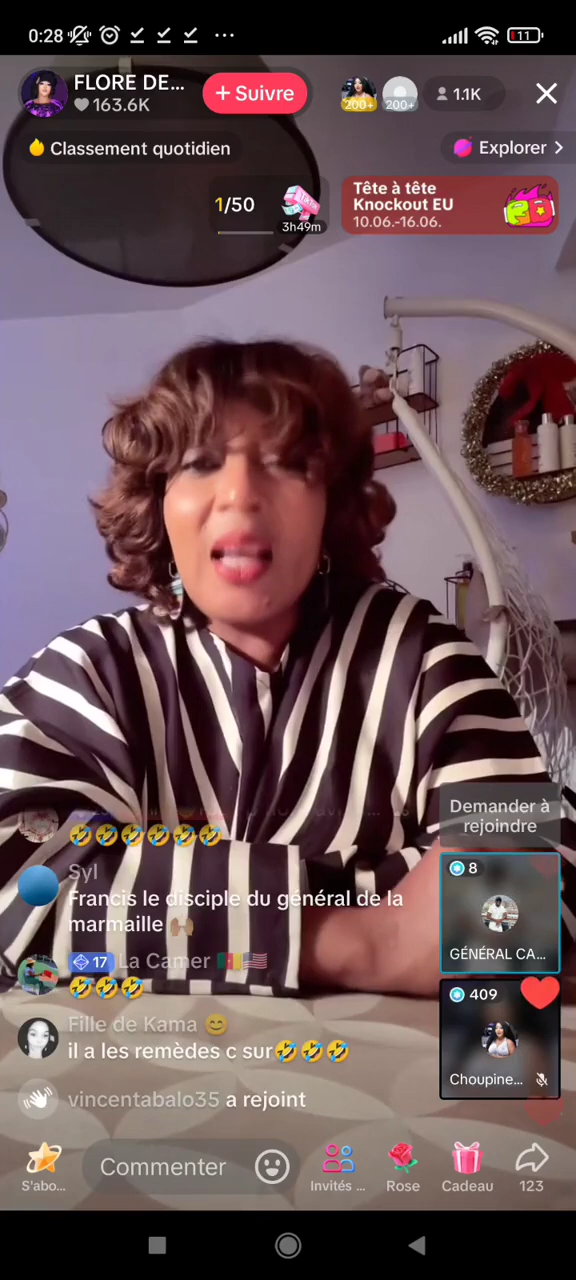 0:28
11
FLORE DE...
163.6K
+ Suivre
200+
200+
1.1K
Classement quotidien
Explorer >
1/50
3h49m
Tête à tête
Knockout EU
10.06.-16.06.
Demander à
rejoindre
🤣🤣🤣🤣🤣🤣
Syl
Francis le disciple du général de la
marmaille 🙌🏽
8
GÉNÉRAL CA...
17 La Camer 🇨🇲🇺🇸
🤣🤣🤣
409
Choupine...
Fille de Kama 😊
il a les remèdes c sur🤣🤣🤣
vincentabalo35 a rejoint
Commenter
S'abo...
Invités ...
Rose
Cadeau
123